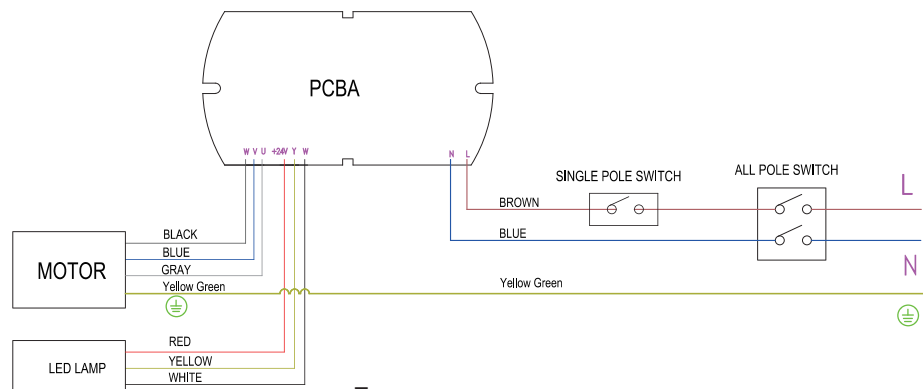 PCBA
W V U +24V Y W
N L
SINGLE POLE SWITCH
ALL POLE SWITCH
L
BROWN
BLUE
N
BLACK
BLUE
GRAY
MOTOR
Yellow Green
Yellow Green
RED
YELLOW
WHITE
LED LAMP